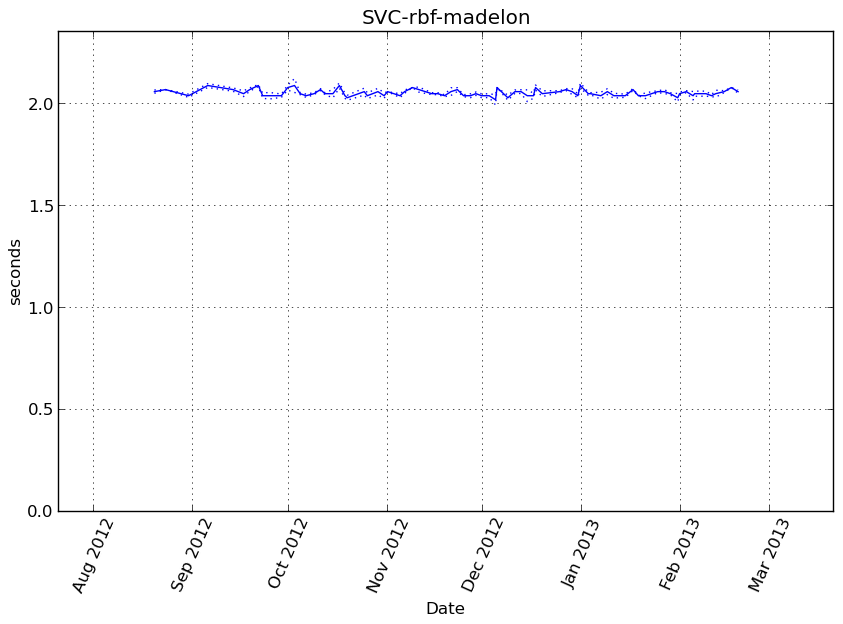 SVC-rbf-madelon
2.0
1.5
1.0
0.5
0.0
seconds
Aug 2012
Sep 2012
Oct 2012
Nov 2012
Dec 2012
Jan 2013
Feb 2013
Mar 2013
Date